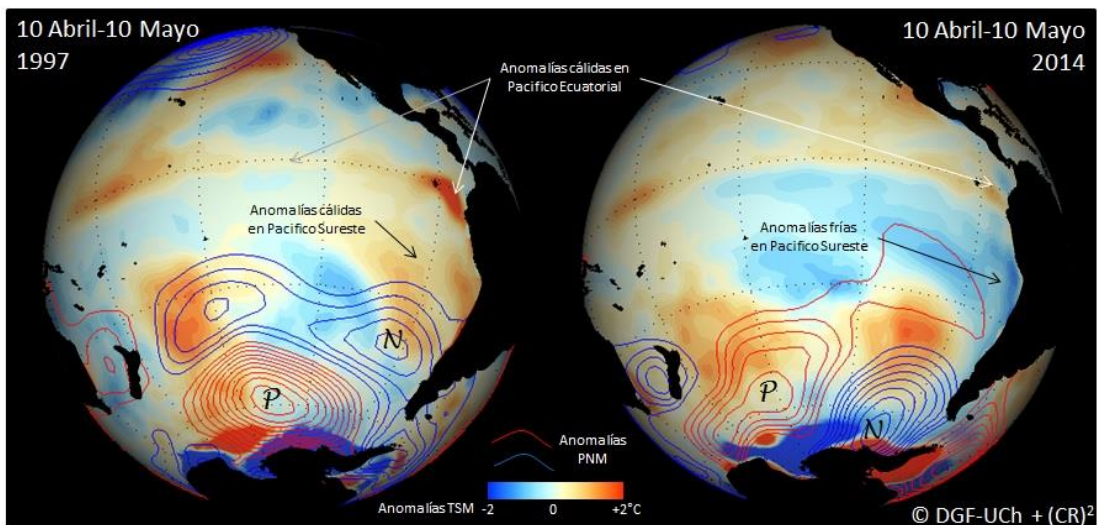 10 Abril-10 Mayo
1997
10 Abril-10 Mayo
2014
Anomalías cálidas en
Pacifico Ecuatorial
Anomalías cálidas
en Pacifico Sureste
Anomalías frías
en Pacifico Sureste
N
P
P
N
Anomalías
PNM
Anomalías TSM
-2
0
+2°C
© DGF-UCh + (CR)²